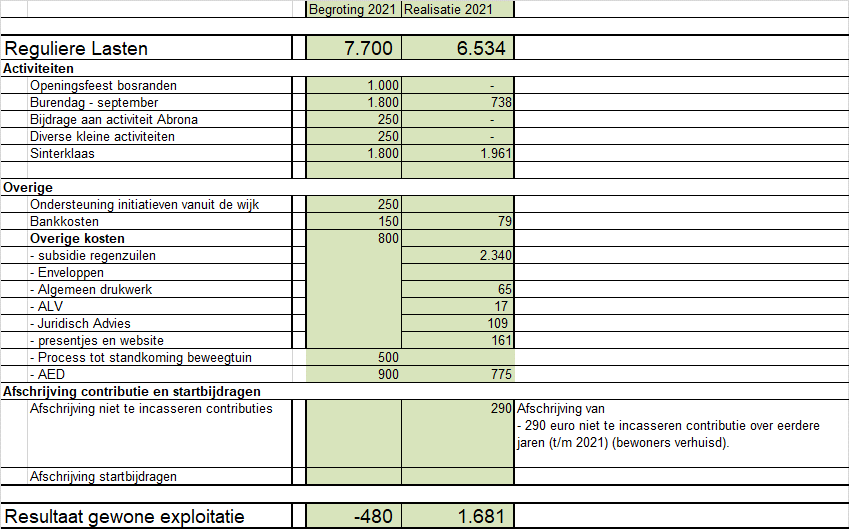 Begroting 2021 Realisatie 2021
Reguliere Lasten 7.700 6.534
Activiteiten
Openingsfeest bosranden 1.000 -
Burendag - september 1.800 738
Bijdrage aan activiteit Abrona 250 -
Diverse kleine activiteiten 250 -
Sinterklaas 1.800 1.961
Overige
Ondersteuning initiatieven vanuit de wijk 250
Bankkosten 150 79
Overige kosten 800
- subsidie regenzuilen 2.340
- Enveloppen
- Algemeen drukwerk 65
- ALV 17
- Juridisch Advies 109
- presentjes en website 161
- Process tot standkoming beweegtuin 500
- AED 900 775
Afschrijving contributie en startbijdragen
Afschrijving niet te incasseren contributies 290 Afschrijving van
- 290 euro niet te incasseren contributie over eerdere
jaren (t/m 2021) (bewoners verhuisd).
Afschrijving startbijdragen
Resultaat gewone exploitatie -480 1.681